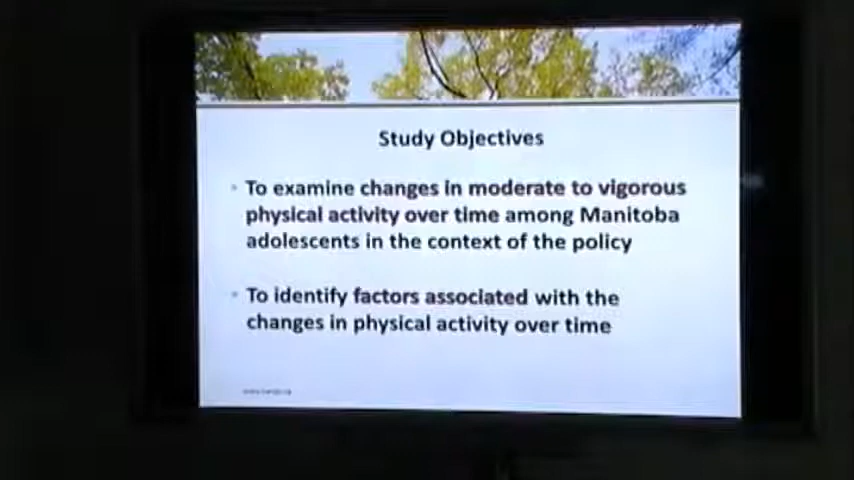 Study Objectives
• To examine changes in moderate to vigorous
physical activity over time among Manitoba
adolescents in the context of the policy
• To identify factors associated with the
changes in physical activity over time